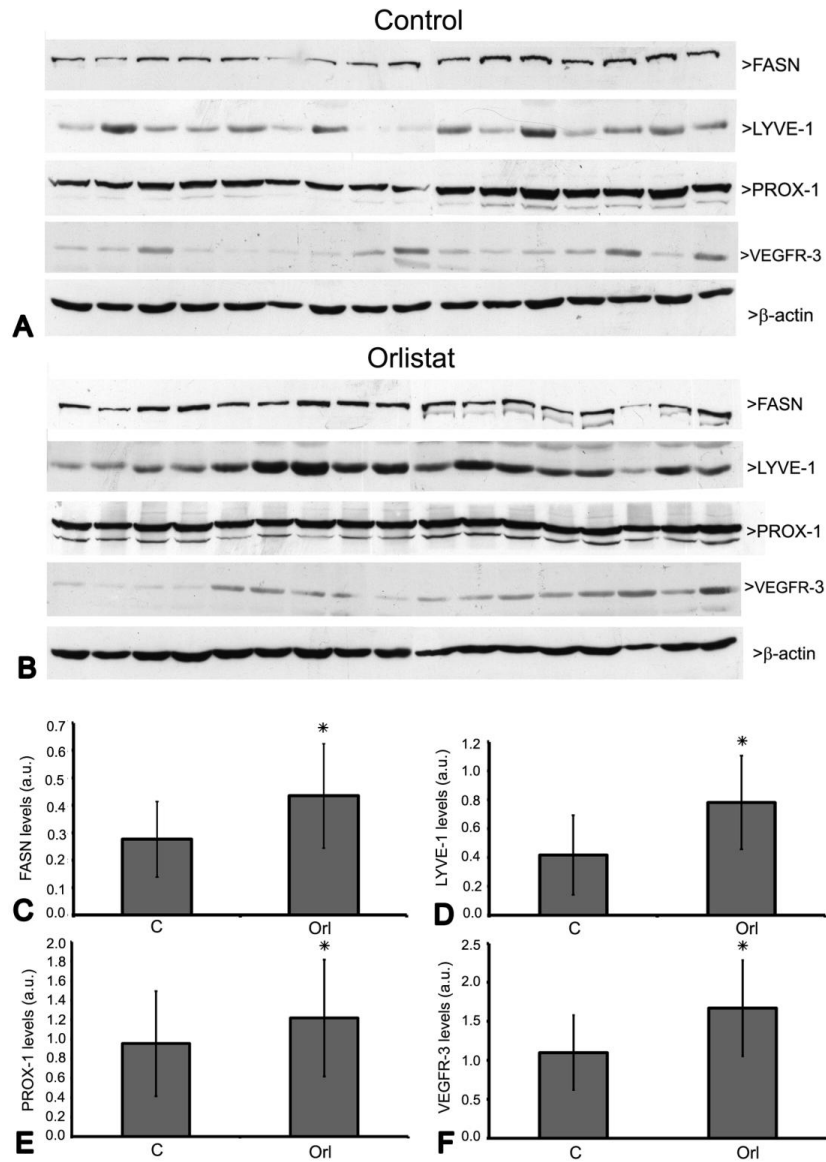 Control
>FASN
>LYVE-1
>PROX-1
>VEGFR-3
>β-actin
A
Orlistat
>FASN
>LYVE-1
>PROX-1
>VEGFR-3
>β-actin
B
FASN levels (a.u.)
0.7
0.6
0.5
0.4
0.3
0.2
0.1
0.0
*
C
C
Orl
LYVE-1 levels (a.u.)
1.2
1.0
0.8
0.6
0.4
0.2
0.0
*
D
C
Orl
PROX-1 levels (a.u.)
2.0
1.8
1.6
1.4
1.2
1.0
0.8
0.6
0.4
0.2
0.0
*
E
C
Orl
VEGFR-3 levels (a.u.)
2.5
2.0
1.5
1.0
0.5
0.0
*
F
C
Orl